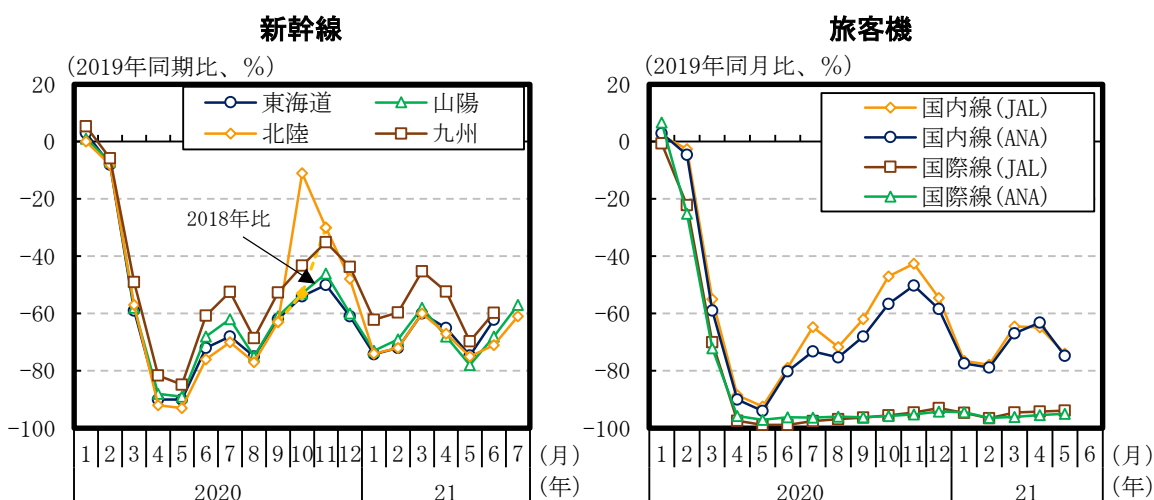 新幹線
(2019年同期比、%)
東海道
山陽
北陸
九州
20
0
-20
-40
-60
-80
-100
2018年比
1 2 3 4 5 6 7 8 9 10 11 12 1 2 3 4 5 6 7 (月)
2020 21 (年)
旅客機
(2019年同月比、%)
国内線(JAL)
国内線(ANA)
国際線(JAL)
国際線(ANA)
20
0
-20
-40
-60
-80
-100
1 2 3 4 5 6 7 8 9 10 11 12 1 2 3 4 5 6 (月)
2020 21 (年)